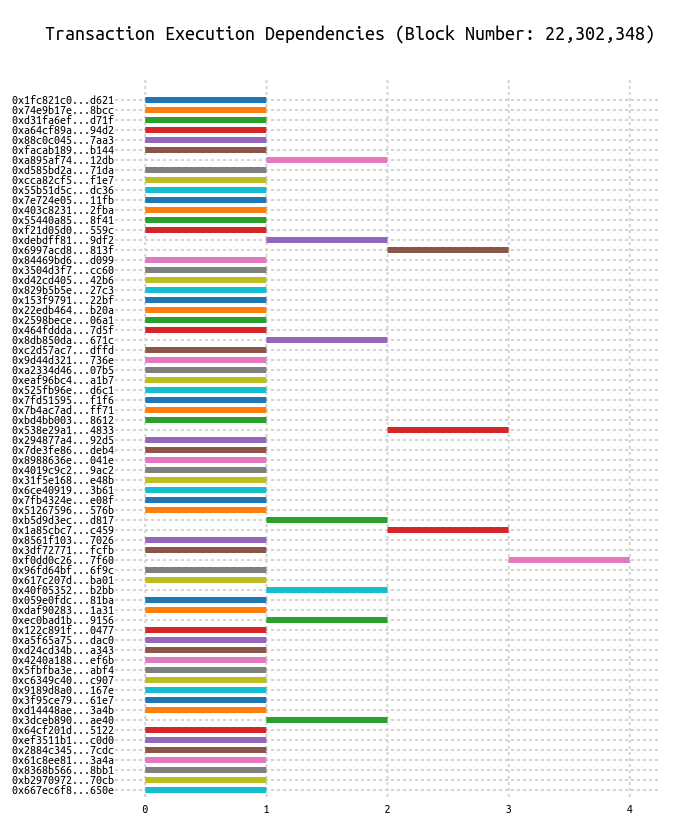 Transaction Execution Dependencies (Block Number: 22,302,348)
0x1fc821c0...d621
0x74e9b17e...8bcc
0xd31fa6ef...d71f
0xa64cf89a...94d2
0x88c0c045...7aa3
0xfacab189...b144
0xa895af74...12db
0xd585bd2a...71da
0xcca82cf5...f1e7
0x55b51d5c...dc36
0x7e724e05...11fb
0x403c8231...2fba
0x55440a85...8f41
0xf21d05d0...559c
0xdebdff81...9df2
0x6997acd8...813f
0x84469bd6...d099
0x3504d3f7...cc60
0xd42cd405...42b6
0x829b5b5e...27c3
0x153f9791...22bf
0x22edb464...b20a
0x2598bece...06a1
0x464fddda...7d5f
0x8db850da...671c
0xc2d57ac7...dffd
0x9d44d321...736e
0xa2334d46...07b5
0xeaf96bc4...a1b7
0x525fb96e...d6c1
0x7fd51595...f1f6
0x7b4ac7ad...ff71
0xbd4bb003...8612
0x538e29a1...4833
0x294877a4...92d5
0x7de3fe86...deb4
0x8988636e...041e
0x4019c9c2...9ac2
0x31f5e168...e48b
0x6ce40919...3b61
0x7fb4324e...e08f
0x51267596...576b
0xb5d9d3ec...d817
0x1a85cbc7...c459
0x8561f103...7026
0x3df72771...fcfb
0xf0dd0c26...7f60
0x96fd64bf...6f9c
0x617c207d...ba01
0x40f05352...b2bb
0x059e0fdc...81ba
0xdaf90283...1a31
0xec0bad1b...9156
0x122c891f...0477
0xa5f65a75...dac0
0xd24cd34b...a343
0x4240a188...ef6b
0x5fbfba3e...abf4
0xc6349c40...c907
0x9189d8a0...167e
0x3f95ce79...61e7
0xd14448ae...3a4b
0x3dceb890...ae40
0x64cf201d...5122
0xef3511b1...c0d0
0x2884c345...7cdc
0x61c8ee81...3a4a
0x8368b566...8bb1
0xb2970972...70cb
0x667ec6f8...650e
0 1 2 3 4